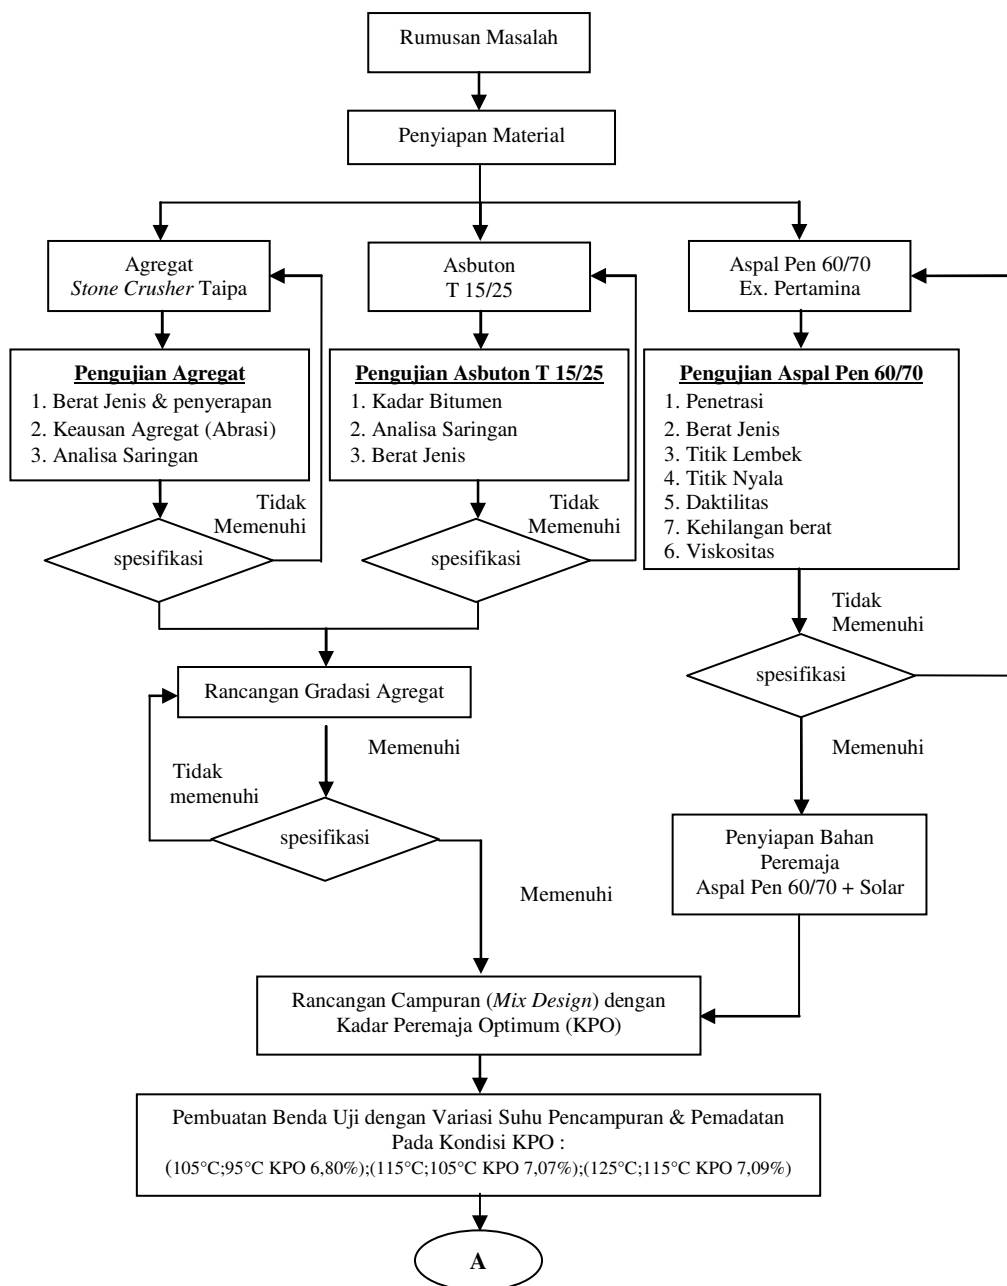 Rumusan Masalah
Penyiapan Material
Agregat
Stone Crusher Taipa
Asbuton
T 15/25
Aspal Pen 60/70
Ex. Pertamina
Pengujian Agregat
1. Berat Jenis & penyerapan
2. Keausan Agregat (Abrasi)
3. Analisa Saringan
Pengujian Asbuton T 15/25
1. Kadar Bitumen
2. Analisa Saringan
3. Berat Jenis
Pengujian Aspal Pen 60/70
1. Penetrasi
2. Berat Jenis
3. Titik Lembek
4. Titik Nyala
5. Daktilitas
7. Kehilangan berat
6. Viskositas
Tidak
Memenuhi
spesifikasi
Tidak
Memenuhi
spesifikasi
Tidak
Memenuhi
spesifikasi
Rancangan Gradasi Agregat
Memenuhi
Memenuhi
Tidak
memenuhi
spesifikasi
Penyiapan Bahan
Peremaja
Aspal Pen 60/70 + Solar
Memenuhi
Rancangan Campuran (Mix Design) dengan
Kadar Peremaja Optimum (KPO)
Pembuatan Benda Uji dengan Variasi Suhu Pencampuran & Pemadatan
Pada Kondisi KPO :
(105°C;95°C KPO 6,80%);(115°C;105°C KPO 7,07%);(125°C;115°C KPO 7,09%)
A